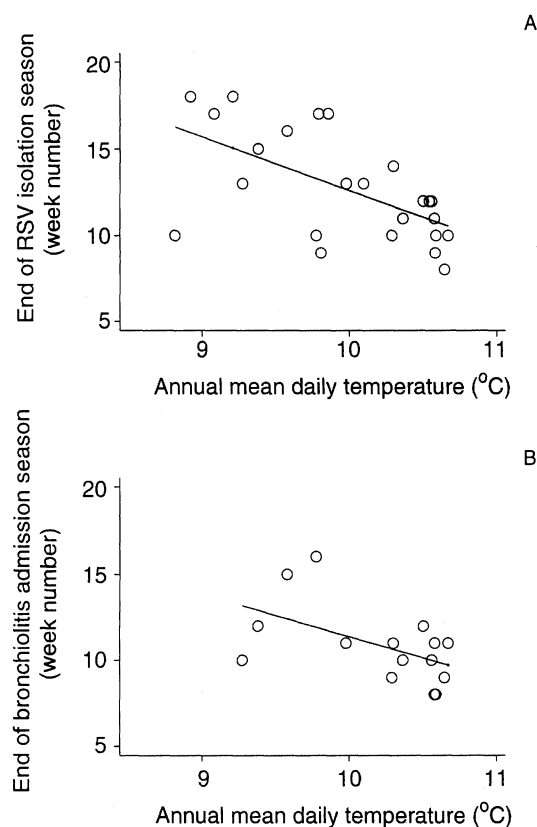 A
End of RSV isolation season
(week number)
20
15
10
5
9 10 11
Annual mean daily temperature (°C)
B
End of bronchiolitis admission season
(week number)
20
15
10
5
9 10 11
Annual mean daily temperature (°C)